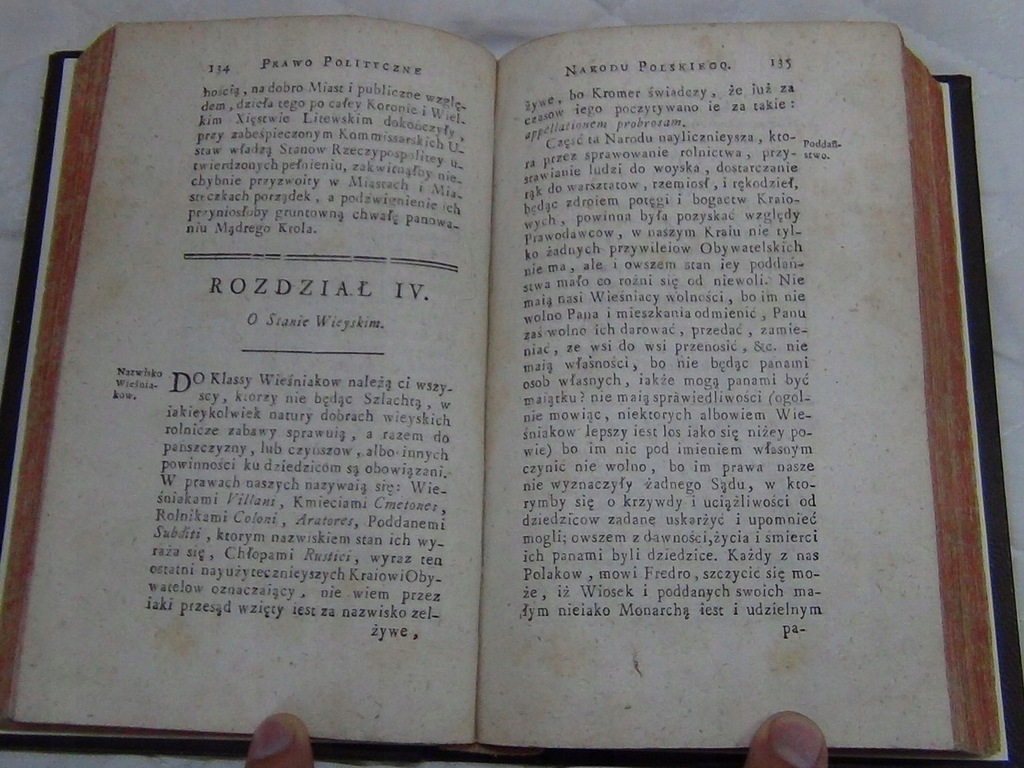 134 PRAWO POLITYCZNE
hością, na dobro Miast i publiczne wzglę-
dem, dzieła tego po całey Koronie i Wiel-
kim Xięstwie Litewskim dokończyły,
przy zabespieczonym Kommissarskich U-
staw władzą Stanow Rzeczypospolitey u-
twierdzonych pełnieniu, zakwitnąłby nie-
chybnie przyzwoity w Miastach i Mia-
steczkach porządek, a podzwignienie ich
przyniosłoby gruntowną chwałę panowa-
niu Mądrego Krola.
ROZDZIAŁ IV.
O Stanie Wieyskim.
Nazwisko
Wieśnia-
kow.
DO Klassy Wieśniakow należą ci wszy-
scy, ktorzy nie będąc Szlachtą, w
iakieykolwiek natury dobrach wieyskich
rolnicze zabawy sprawuią, a razem do
panszczyzny, lub czynszow, albo innych
powinności ku dziedzicom są obowiązani.
W prawach naszych nazywaią się: Wie-
śniakami Villani, Kmieciami Cmetones,
Rolnikami Coloni, Aratores, Poddanemi
Subditi, ktorym nazwiskiem stan ich wy-
raża się, Chłopami Rustici, wyraz ten
ostatni nayużytecznieyszych KraiowiOby-
watelow oznaczaiący, nie wiem przez
iaki przesąd wzięty iest za nazwisko zel-
żywe,
NARODU POLSKIEGO. 135
żywe, bo Kromer świadczy, że iuż za
czasow iego poczytywano ie za takie:
appellationem probrosam.
Część ta Narodu naylicznieysza, kto-
ra przez sprawowanie rolnictwa, przy-
stawianie ludzi do woyska, dostarczanie
rąk do warsztatow, rzemiosł, i rękodzieł,
będąc zdroiem potęgi i bogactw Kraio-
wych, powinna była pozyskać względy
Prawodawcow, w naszym Kraiu nie tyl-
ko żadnych przywileiow Obywatelskich
nie ma, ale i owszem stan iey poddań-
stwa mało co rożni się od niewoli. Nie
maią nasi Wieśniacy wolności, bo im nie
wolno Pana i mieszkania odmienić, Panu
zaś wolno ich darować, przedać, zamie-
niać, ze wsi do wsi przenosić, &c. nie
maią własności, bo nie będąc panami
osob własnych, iakże mogą panami być
maiątku? nie maią sprawiedliwości (ogol-
nie mowiąc, niektorych albowiem Wie-
śniakow lepszy iest los iako się niżey po-
wie) bo im nic pod imieniem własnym
czynić nie wolno, bo im prawa nasze
nie wyznaczyły żadnego Sądu, w kto-
rymby się o krzywdy i uciążliwości od
dziedzicow zadane uskarżyć i upomnieć
mogli; owszem z dawności, życia i śmierci
ich panami byli dziedzice. Każdy z nas
Polakow, mowi Fredro, szczycić się mo-
że, iż Wiosek i poddanych swoich ma-
łym nieiako Monarchą iest i udzielnym
pa-
Poddań-
stwo.